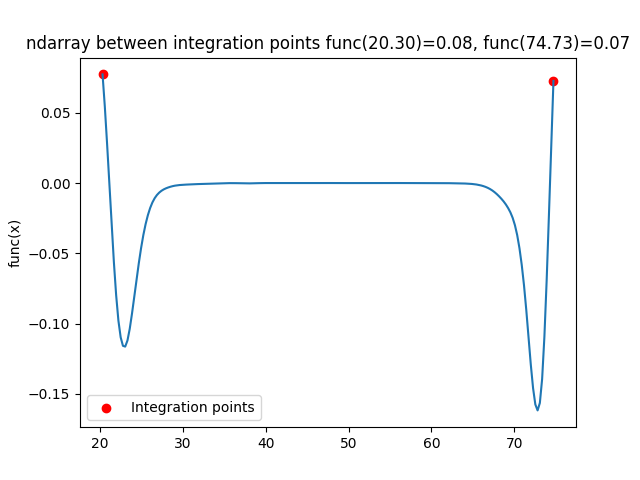 ndarray between integration points func(20.30)=0.08, func(74.73)=0.07
func(x)
0.05
0.00
−0.05
−0.10
−0.15
Integration points
20 30 40 50 60 70